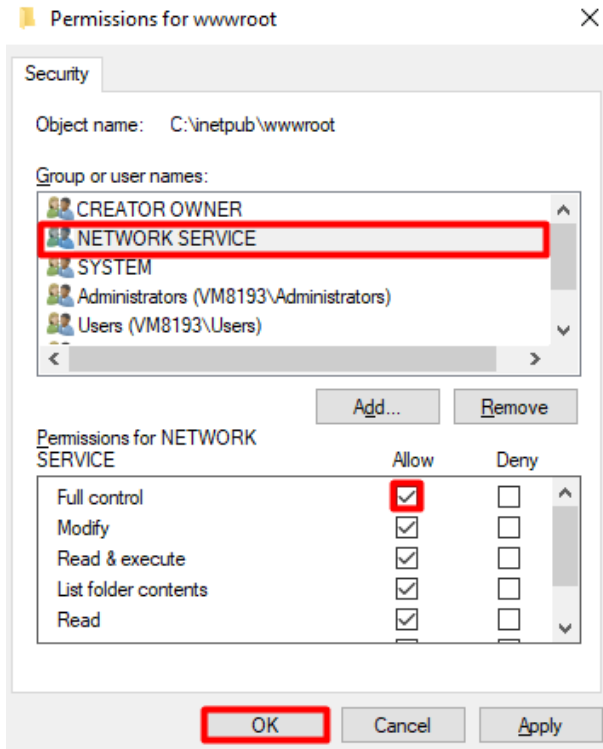 Permissions for wwwroot
Security
Object name: C:\inetpub\wwwroot
Group or user names:
CREATOR OWNER
NETWORK SERVICE
SYSTEM
Administrators (VM8193\Administrators)
Users (VM8193\Users)
Add... Remove
Permissions for NETWORK
SERVICE Allow Deny
Full control
Modify
Read & execute
List folder contents
Read
OK Cancel Apply